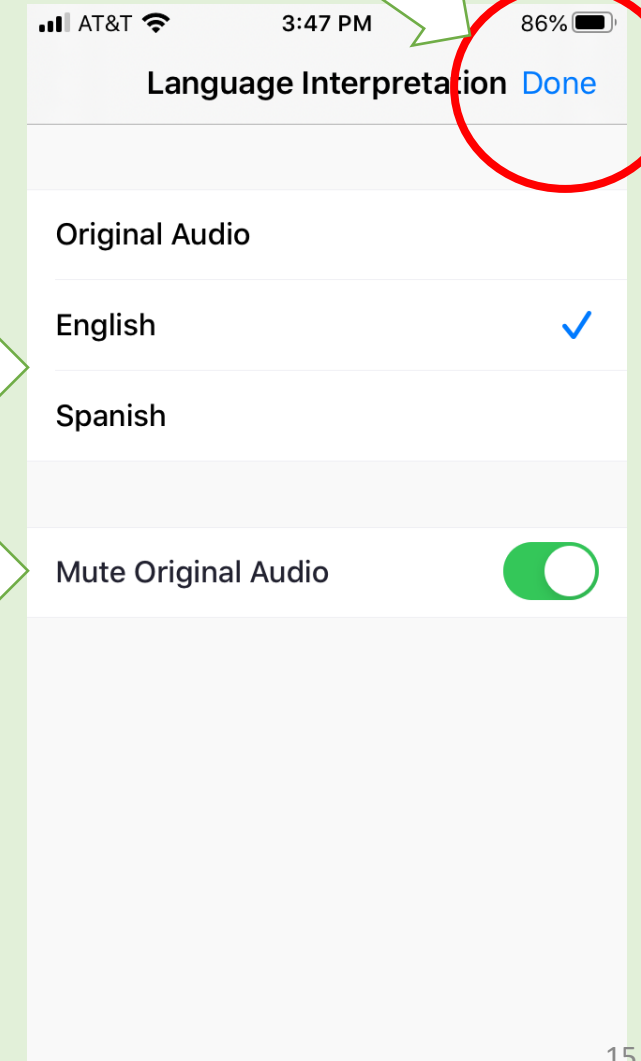 AT&T 3:47 PM 86%
Language Interpretation Done
Original Audio
English
Spanish
Mute Original Audio
15